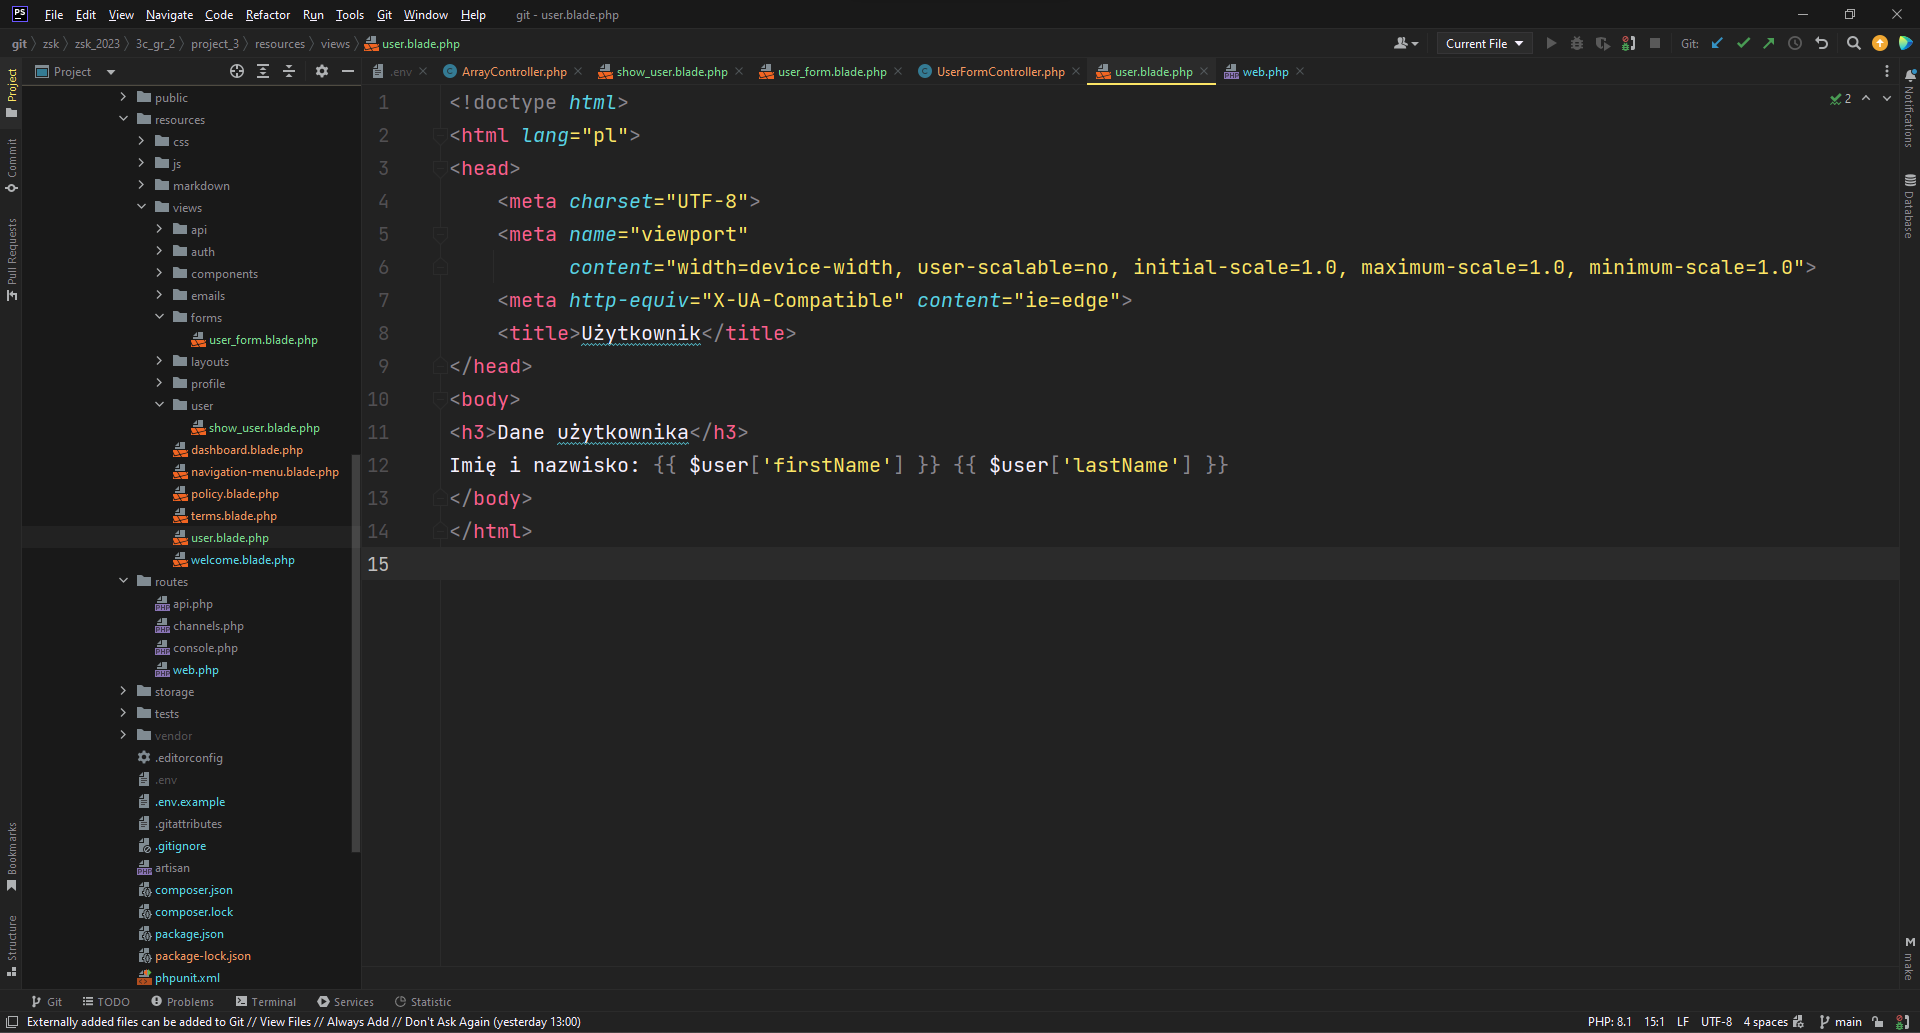 PS File Edit View Navigate Code Refactor Run Tools Git Window Help git - user.blade.php
git zsk zsk_2023 3c_gr_2 project_3 resources views user.blade.php Current File Git:
Project .env ArrayController.php show_user.blade.php user_form.blade.php UserFormController.php user.blade.php web.php
Project
Commit
Pull Requests
Bookmarks
Structure
public
resources
css
js
markdown
views
api
auth
components
emails
forms
user_form.blade.php
layouts
profile
user
show_user.blade.php
dashboard.blade.php
navigation-menu.blade.php
policy.blade.php
terms.blade.php
user.blade.php
welcome.blade.php
routes
api.php
channels.php
console.php
web.php
storage
tests
vendor
.editorconfig
.env
.env.example
.gitattributes
.gitignore
artisan
composer.json
composer.lock
package.json
package-lock.json
phpunit.xml
1 <!doctype html>
2 <html lang="pl">
3 <head>
4 <meta charset="UTF-8">
5 <meta name="viewport"
6 content="width=device-width, user-scalable=no, initial-scale=1.0, maximum-scale=1.0, minimum-scale=1.0">
7 <meta http-equiv="X-UA-Compatible" content="ie=edge">
8 <title>Użytkownik</title>
9 </head>
10 <body>
11 <h3>Dane użytkownika</h3>
12 Imię i nazwisko: {{ $user['firstName'] }} {{ $user['lastName'] }}
13 </body>
14 </html>
15
2
Notifications
Database
M make
Git TODO Problems Terminal Services Statistic
Externally added files can be added to Git // View Files // Always Add // Don't Ask Again (yesterday 13:00) PHP: 8.1 15:1 LF UTF-8 4 spaces main